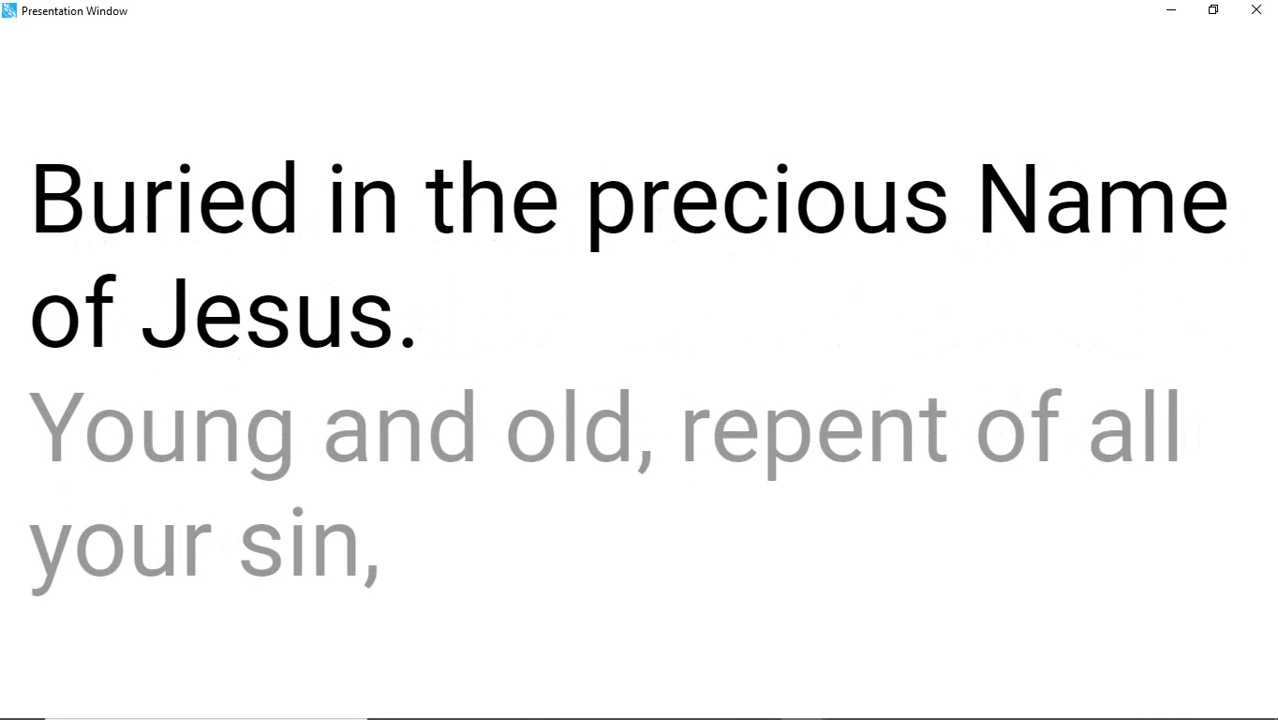 Presentation Window
Buried in the precious Name
of Jesus.
Young and old, repent of all
your sin,